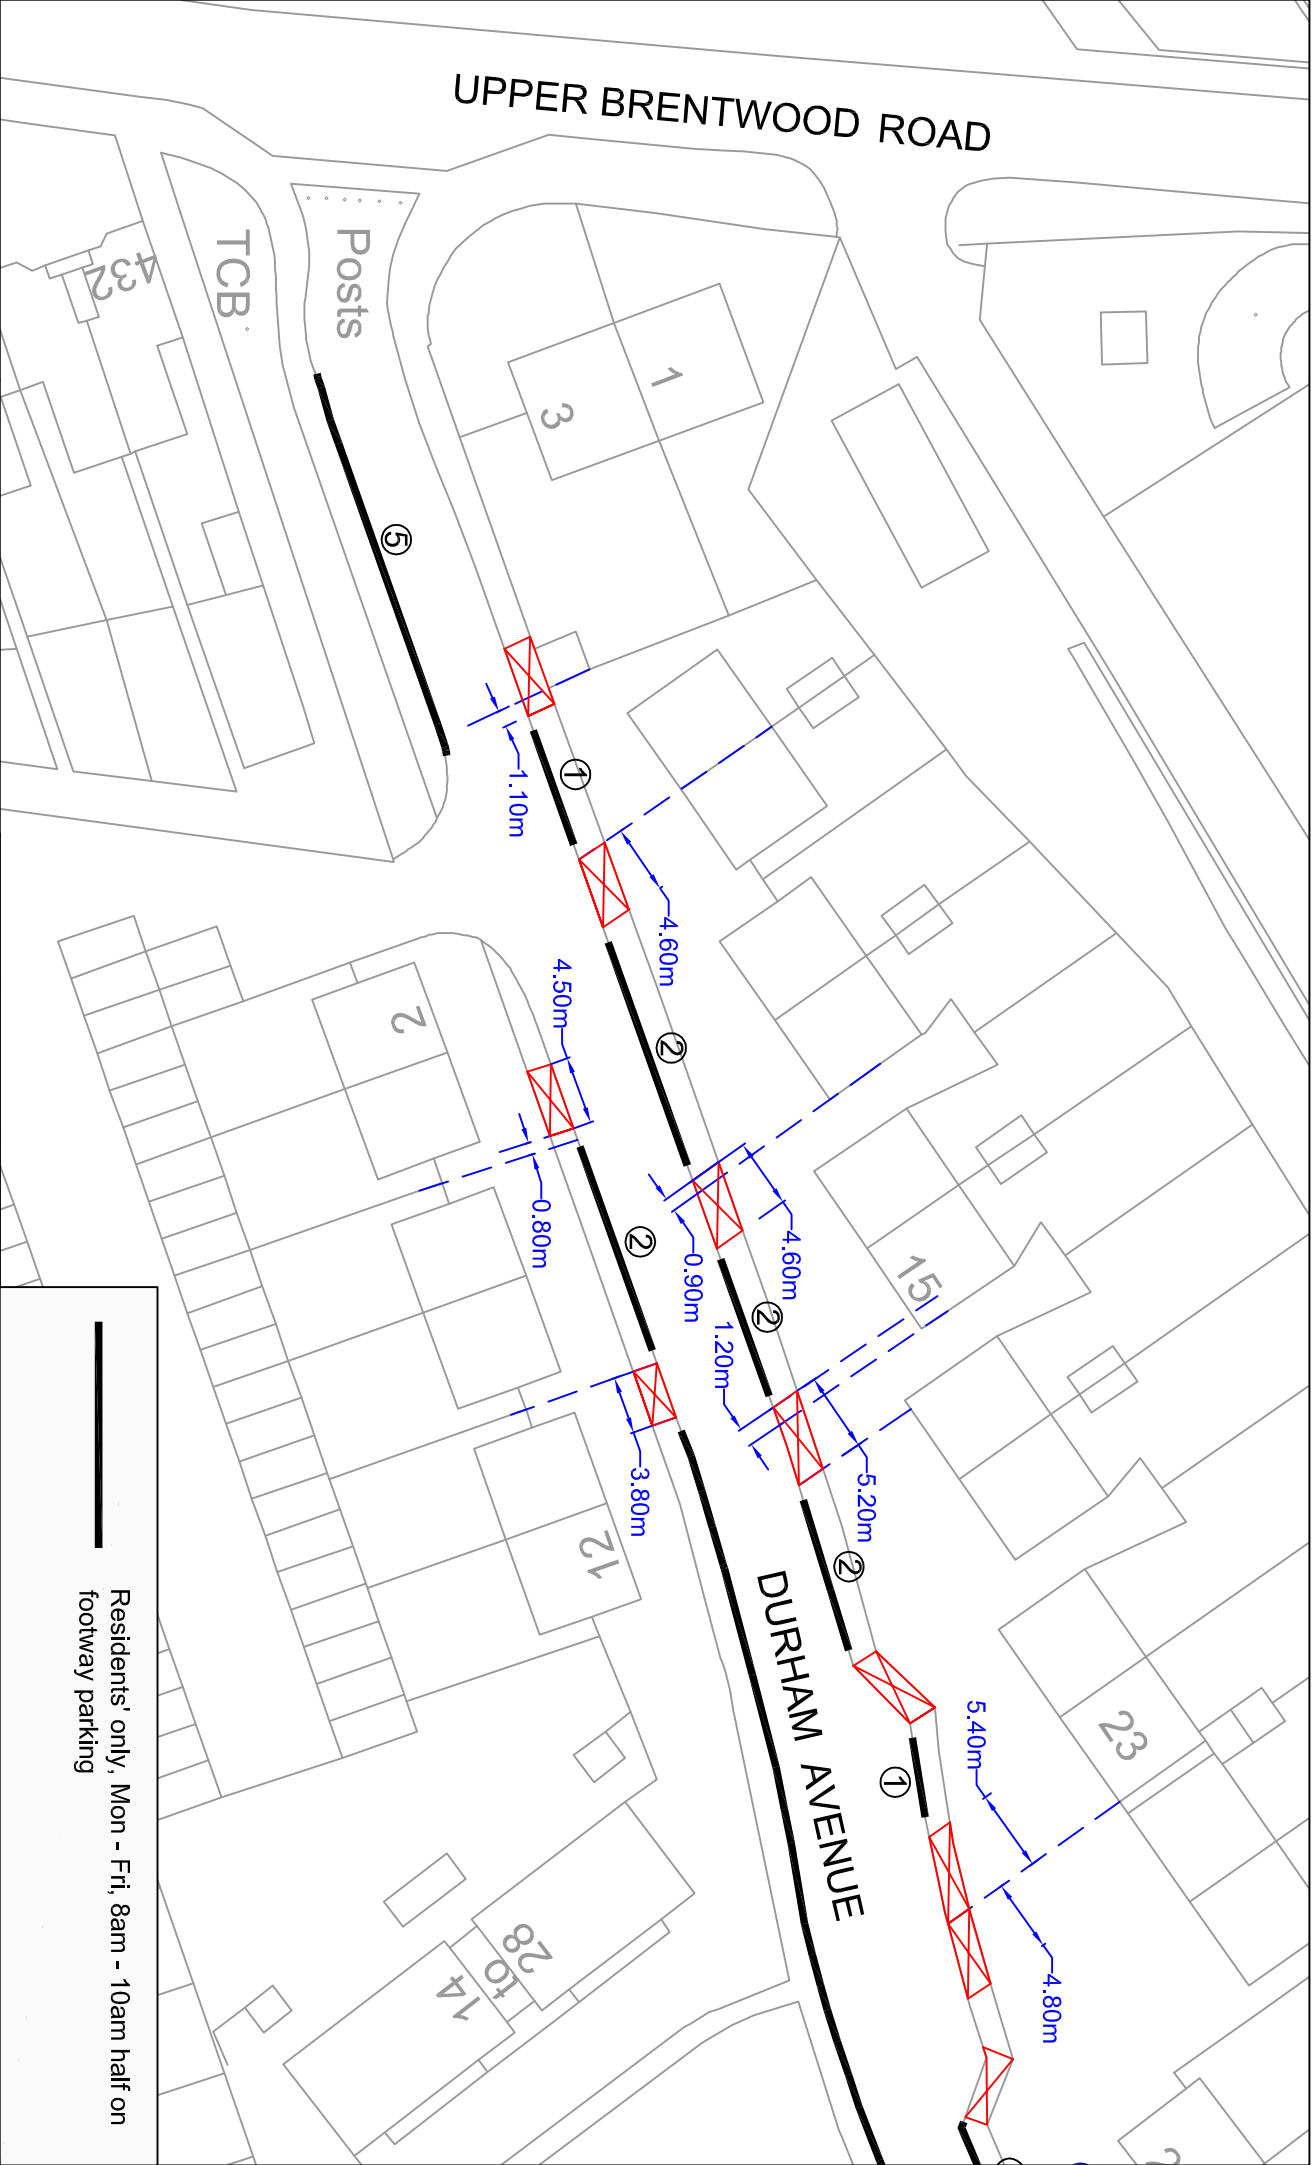 UPPER BRENTWOOD ROAD
432
TCB
Posts
1
3
5
1
1.10m
4.60m
2
2
4.50m
0.80m
2
4.60m
0.90m
15
2
1.20m
5.20m
3.80m
12
2
DURHAM AVENUE
23
5.40m
1
4.80m
28
to
14
Residents' only, Mon - Fri, 8am - 10am half on
footway parking